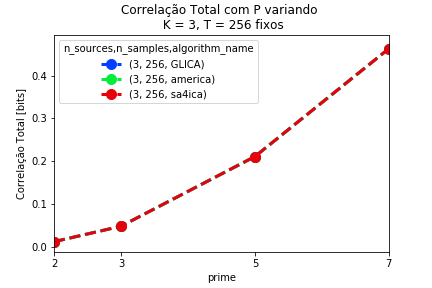 Correlação Total com P variando
K = 3, T = 256 fixos
n_sources,n_samples,algorithm_name
(3, 256, GLICA)
(3, 256, america)
(3, 256, sa4ica)
Correlação Total [bits]
0.4
0.3
0.2
0.1
0.0
2 3 5 7
prime